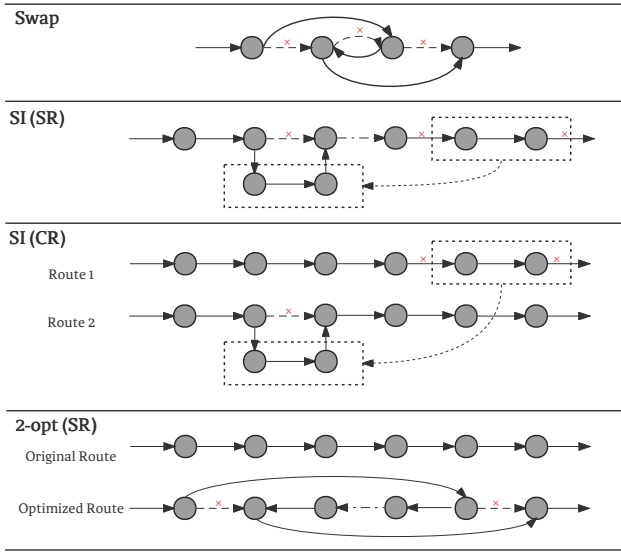 Swap
SI (SR)
SI (CR)
Route 1
Route 2
2-opt (SR)
Original Route
Optimized Route